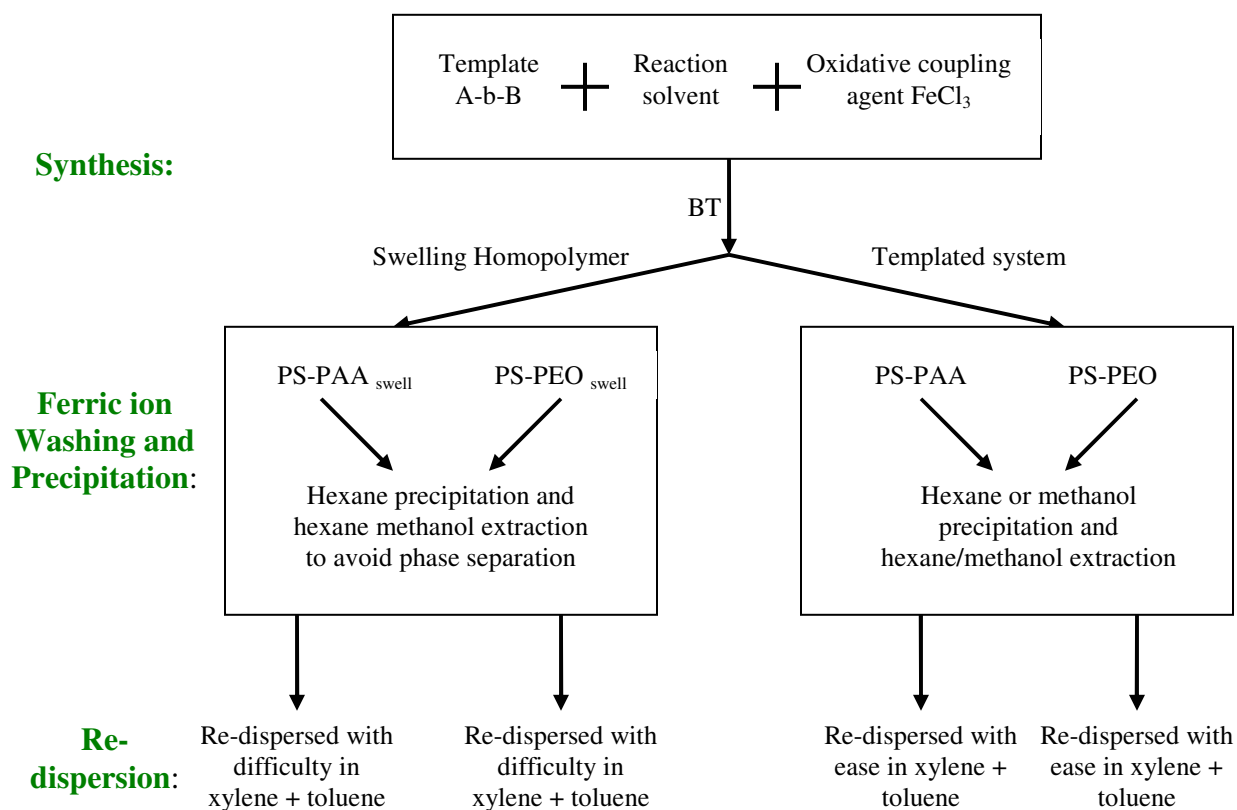 Template
A-b-B
Reaction
solvent
Oxidative coupling
agent FeCl₃
Synthesis:
BT
Swelling Homopolymer
Templated system
Ferric ion
Washing and
Precipitation:
PS-PAA swell
PS-PEO swell
Hexane precipitation and
hexane methanol extraction
to avoid phase separation
PS-PAA
PS-PEO
Hexane or methanol
precipitation and
hexane/methanol extraction
Re-
dispersion:
Re-dispersed with
difficulty in
xylene + toluene
Re-dispersed with
difficulty in
xylene + toluene
Re-dispersed with
ease in xylene +
toluene
Re-dispersed with
ease in xylene +
toluene